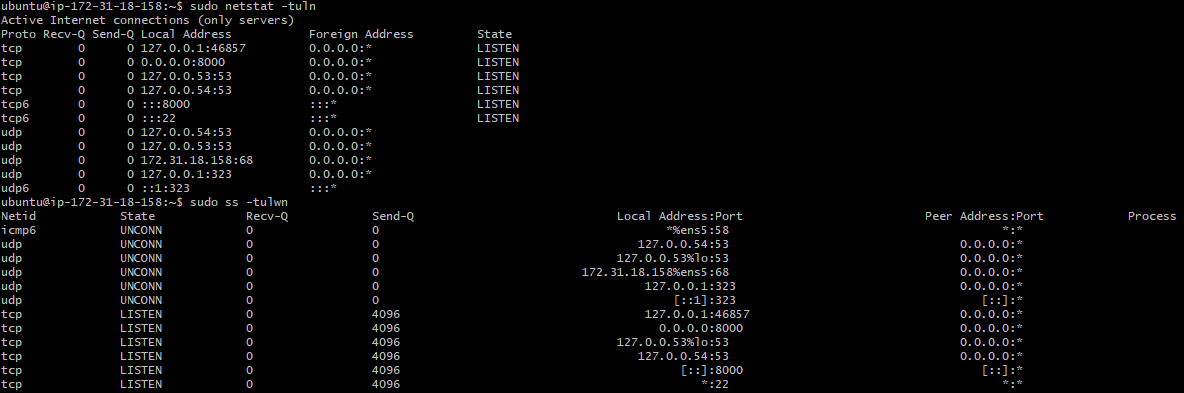 ubuntu@ip-172-31-18-158:~$ sudo netstat -tuln
Active Internet connections (only servers)
Proto Recv-Q Send-Q Local Address           Foreign Address         State
tcp        0      0 127.0.0.1:46857         0.0.0.0:*               LISTEN
tcp        0      0 0.0.0.0:8000            0.0.0.0:*               LISTEN
tcp        0      0 127.0.0.53:53           0.0.0.0:*               LISTEN
tcp        0      0 127.0.0.54:53           0.0.0.0:*               LISTEN
tcp6       0      0 :::8000                 :::*                    LISTEN
tcp6       0      0 :::22                   :::*                    LISTEN
udp        0      0 127.0.0.54:53           0.0.0.0:*
udp        0      0 127.0.0.53:53           0.0.0.0:*
udp        0      0 172.31.18.158:68        0.0.0.0:*
udp        0      0 127.0.0.1:323           0.0.0.0:*
udp6       0      0 ::1:323                 :::*
ubuntu@ip-172-31-18-158:~$ sudo ss -tulwn
Netid            State             Recv-Q            Send-Q                             Local Address:Port                              Peer Address:Port            Process
icmp6            UNCONN            0                 0                                         *%ens5:58                                           *:*
udp              UNCONN            0                 0                                     127.0.0.54:53                                     0.0.0.0:*
udp              UNCONN            0                 0                                  127.0.0.53%lo:53                                     0.0.0.0:*
udp              UNCONN            0                 0                             172.31.18.158%ens5:68                                     0.0.0.0:*
udp              UNCONN            0                 0                                      127.0.0.1:323                                    0.0.0.0:*
udp              UNCONN            0                 0                                          [::1]:323                                       [::]:*
tcp              LISTEN            0                 4096                                   127.0.0.1:46857                                  0.0.0.0:*
tcp              LISTEN            0                 4096                                     0.0.0.0:8000                                   0.0.0.0:*
tcp              LISTEN            0                 4096                               127.0.0.53%lo:53                                     0.0.0.0:*
tcp              LISTEN            0                 4096                                  127.0.0.54:53                                     0.0.0.0:*
tcp              LISTEN            0                 4096                                        [::]:8000                                      [::]:*
tcp              LISTEN            0                 4096                                           *:22                                           *:*